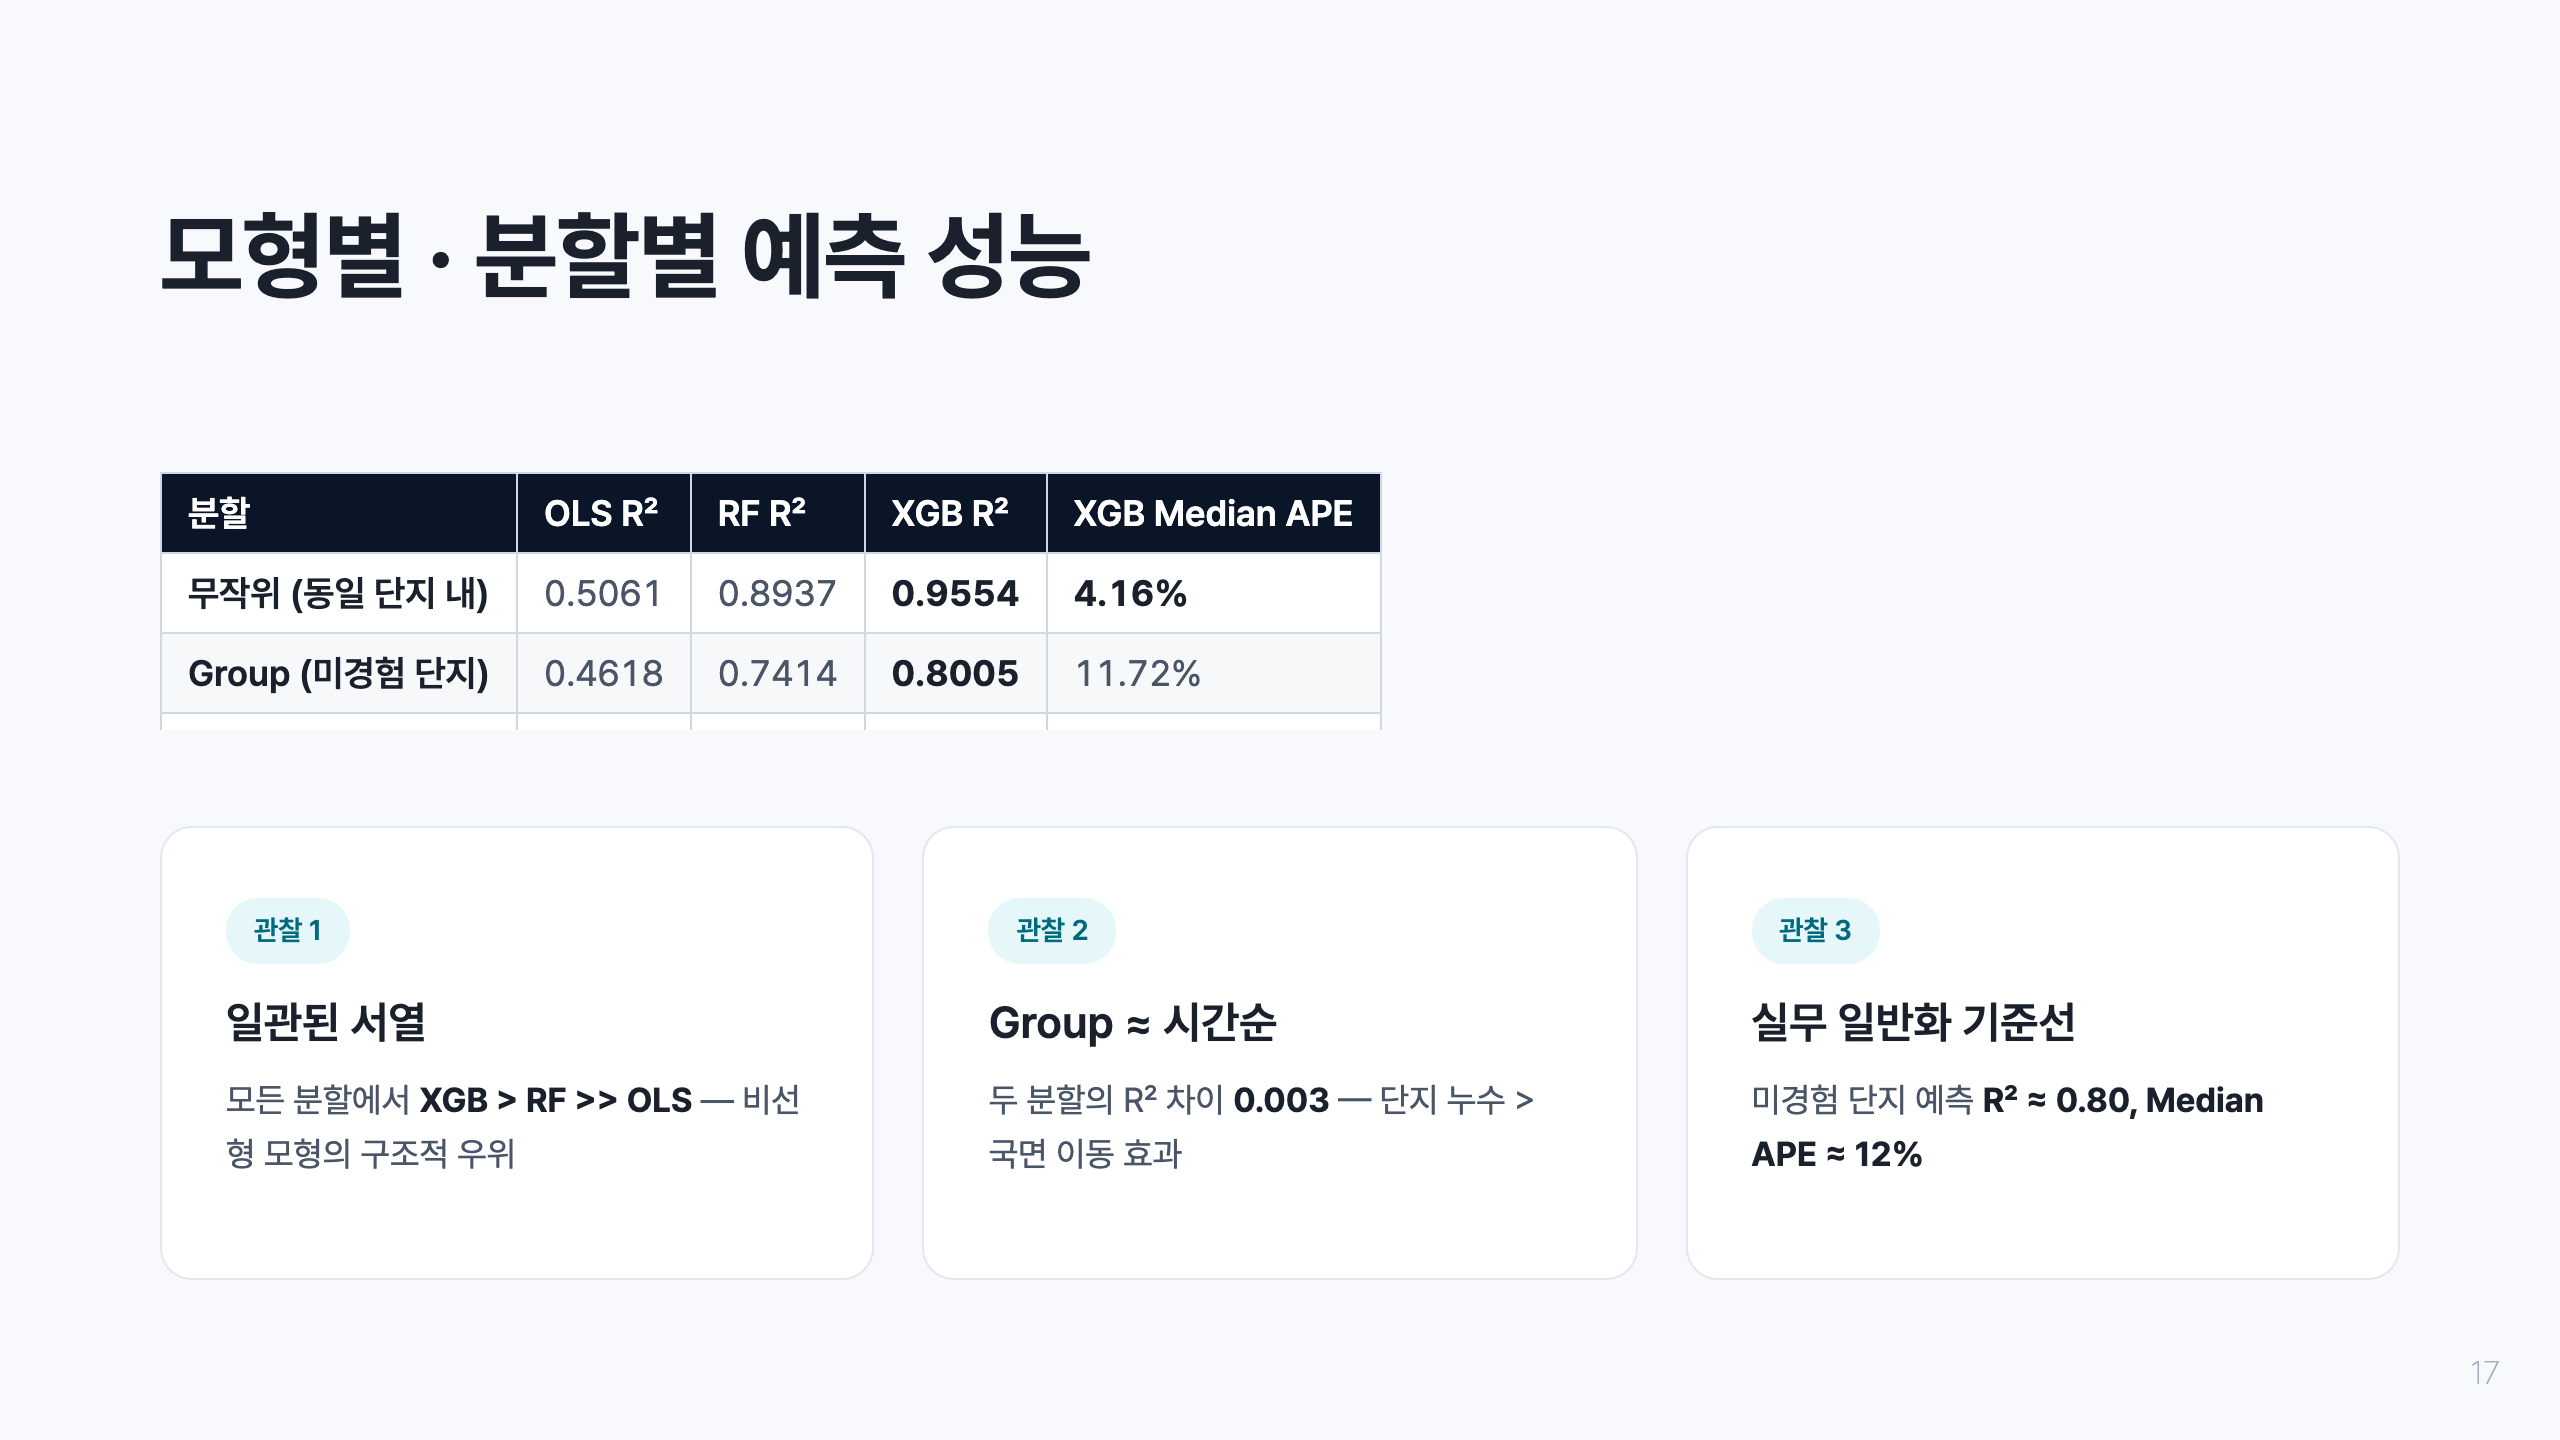 모형별 · 분할별 예측 성능
분할 OLS R² RF R² XGB R² XGB Median APE
무작위 (동일 단지 내) 0.5061 0.8937 0.9554 4.16%
Group (미경험 단지) 0.4618 0.7414 0.8005 11.72%
관찰 1
일관된 서열
모든 분할에서 XGB > RF >> OLS — 비선
형 모형의 구조적 우위
관찰 2
Group ≈ 시간순
두 분할의 R² 차이 0.003 — 단지 누수 >
국면 이동 효과
관찰 3
실무 일반화 기준선
미경험 단지 예측 R² ≈ 0.80, Median
APE ≈ 12%
17